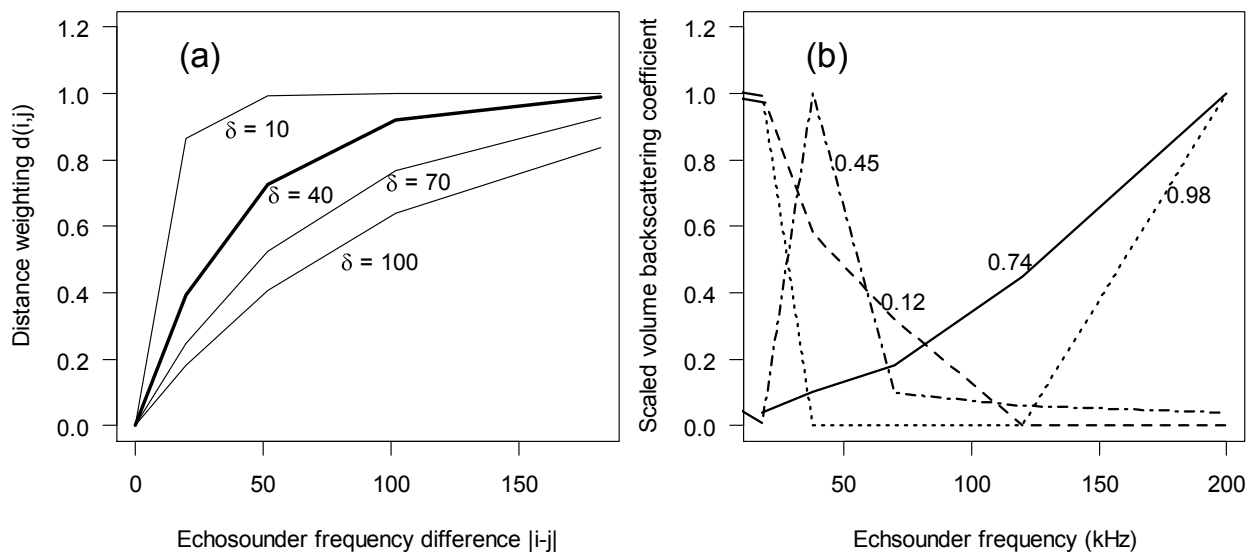 (a)
Distance weighting d(i,j)
1.2
1.0
0.8
0.6
0.4
0.2
0.0
δ = 10
δ = 40
δ = 70
δ = 100
0
50
100
150
Echosounder frequency difference |i-j|
(b)
Scaled volume backscattering coefficient
1.2
1.0
0.8
0.6
0.4
0.2
0.0
0.45
0.98
0.74
0.12
50
100
150
200
Echsounder frequency (kHz)